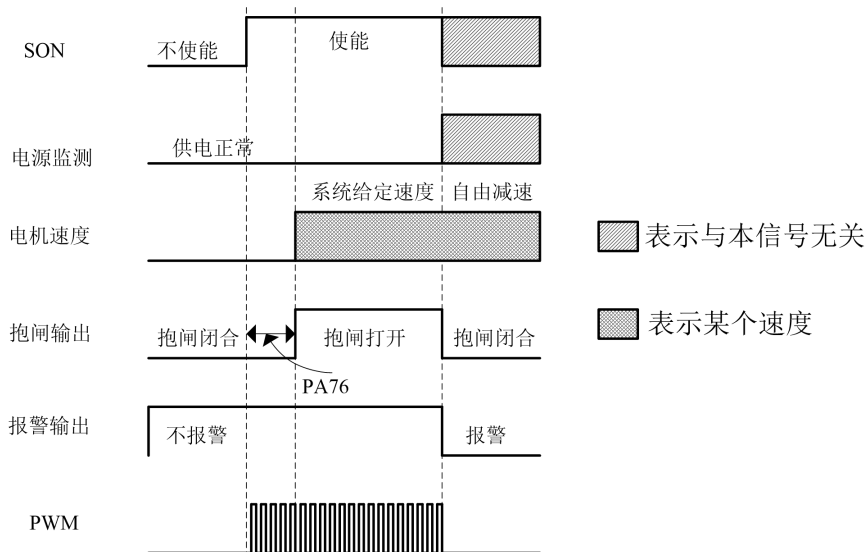 SON
不使能
使能
电源监测
供电正常
系统给定速度
自由减速
电机速度
表示与本信号无关
抱闸输出
抱闸闭合
抱闸打开
抱闸闭合
表示某个速度
PA76
报警输出
不报警
报警
PWM